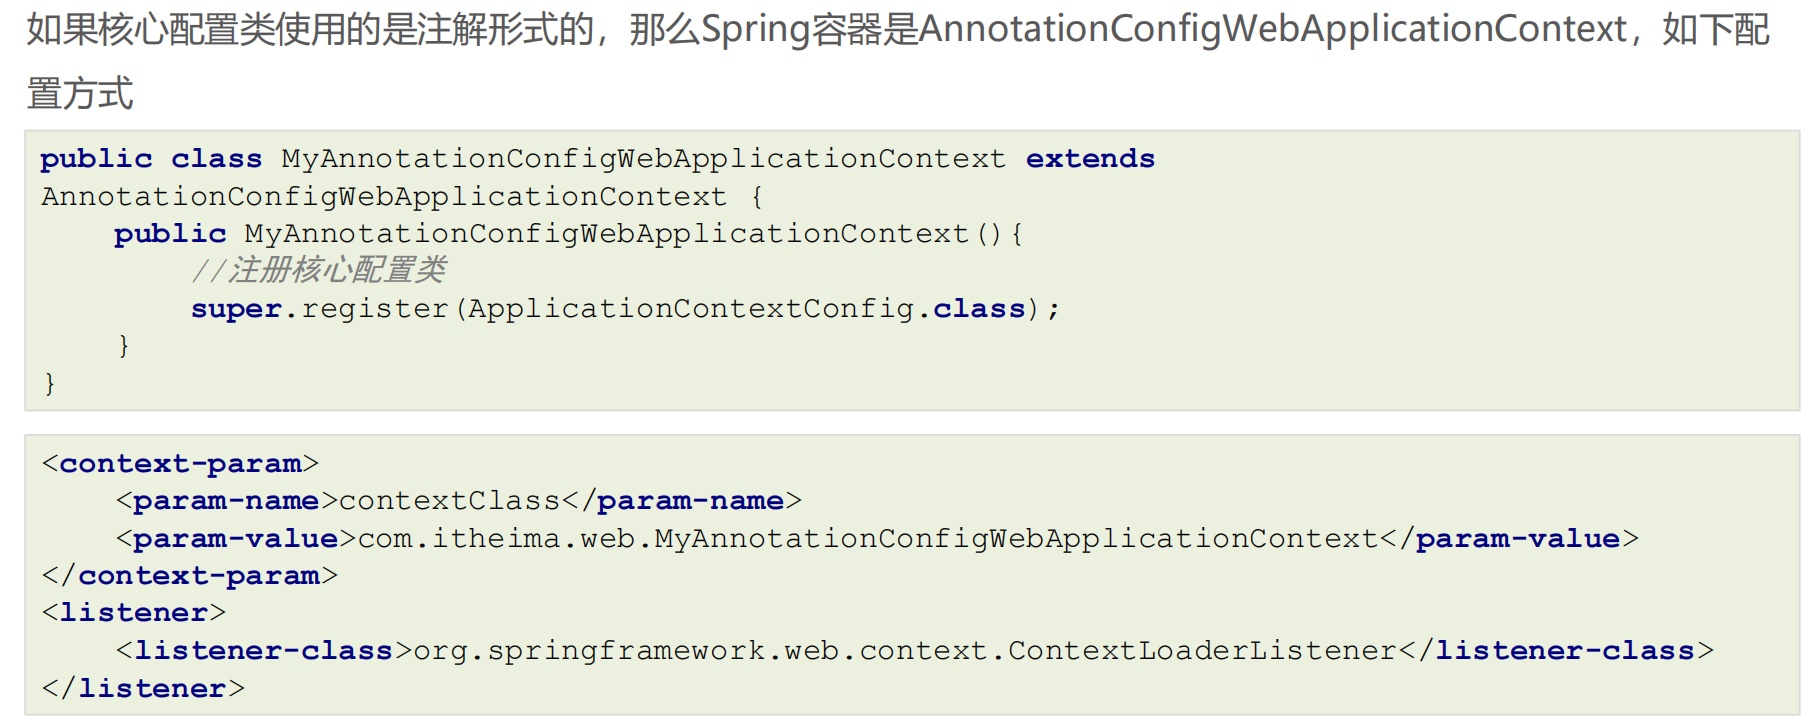 如果核心配置类使用的是注解形式的，那么Spring容器是AnnotationConfigWebApplicationContext，如下配
置方式
public class MyAnnotationConfigWebApplicationContext extends
AnnotationConfigWebApplicationContext {
    public MyAnnotationConfigWebApplicationContext(){
        //注册核心配置类
        super.register(ApplicationContextConfig.class);
    }
}
<context-param>
    <param-name>contextClass</param-name>
    <param-value>com.itheima.web.MyAnnotationConfigWebApplicationContext</param-value>
</context-param>
<listener>
    <listener-class>org.springframework.web.context.ContextLoaderListener</listener-class>
</listener>